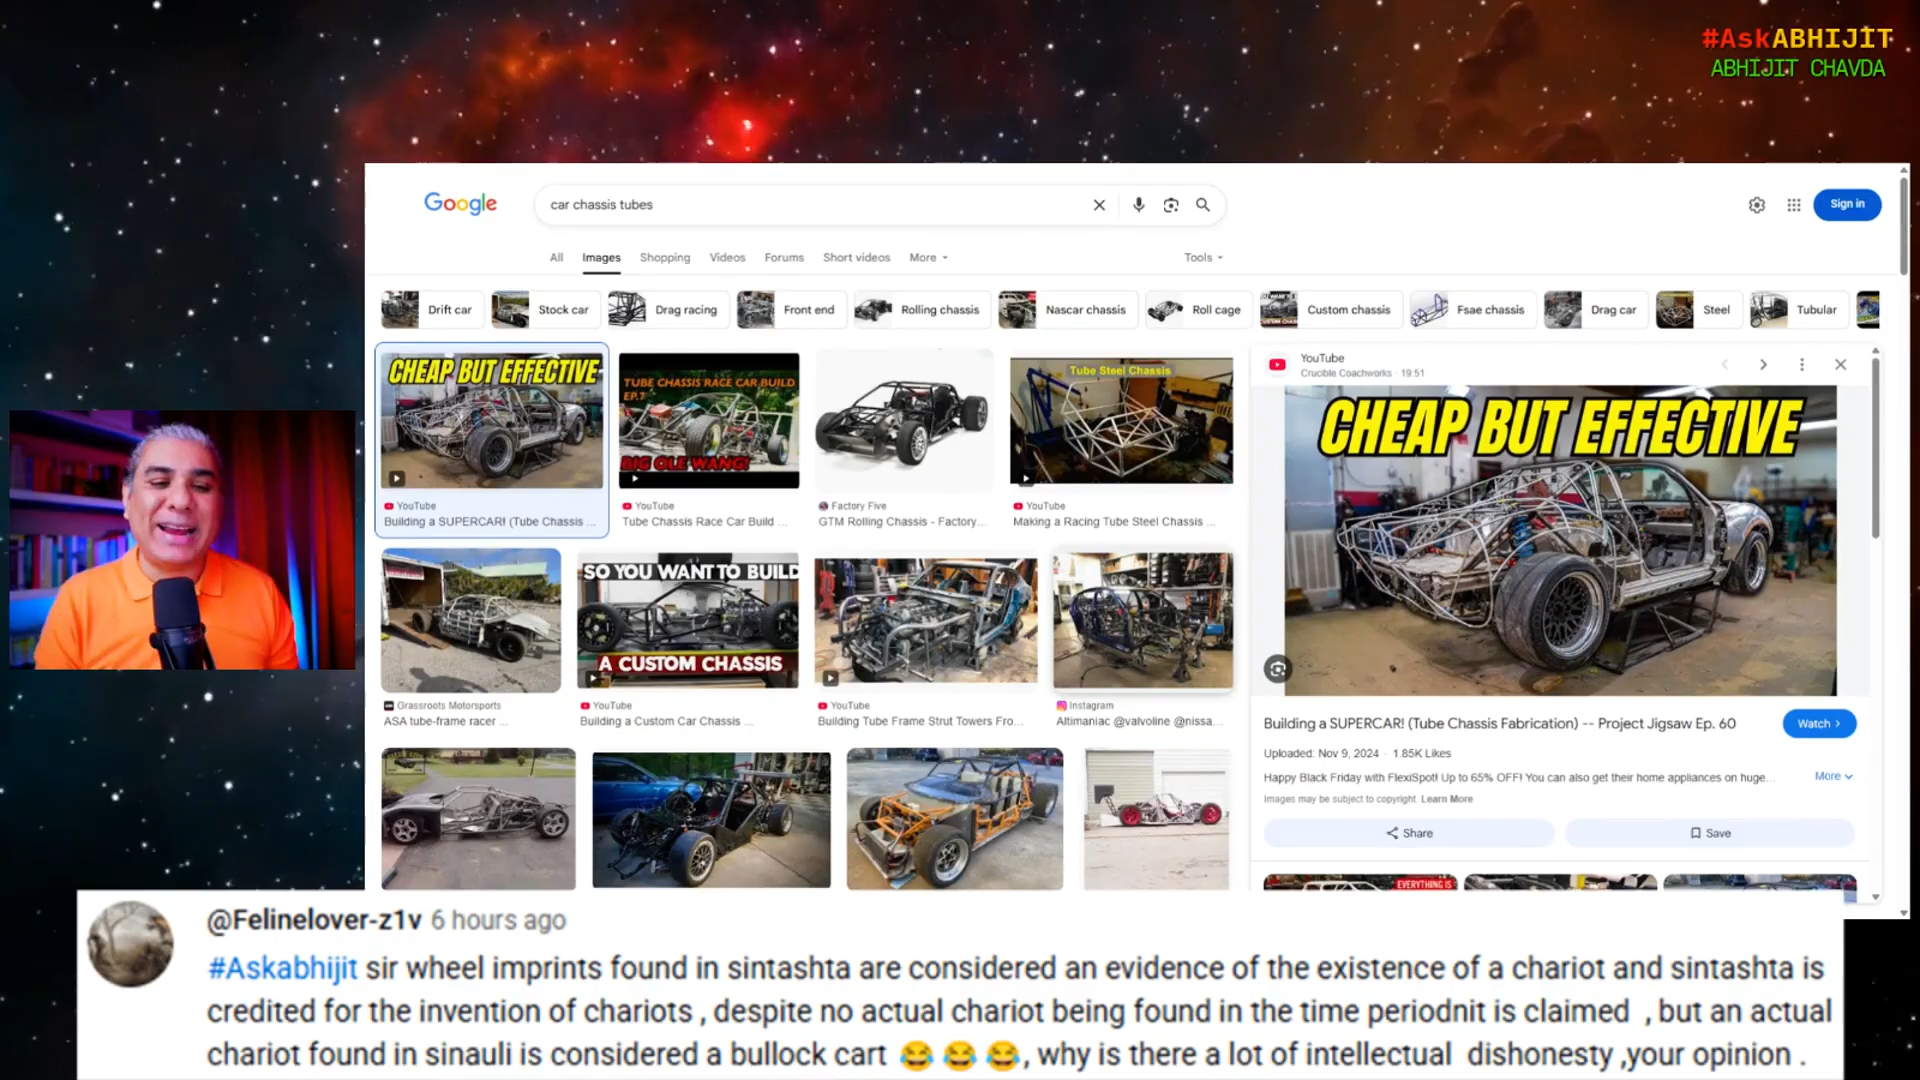 #AskABHIJIT
ABHIJIT CHAVDA
Google
car chassis tubes
Sign in
All Images Shopping Videos Forums Short videos More Tools
Drift car Stock car Drag racing Front end Rolling chassis Nascar chassis Roll cage Custom chassis Fsae chassis Drag car Steel Tubular
CHEAP BUT EFFECTIVE
YouTube
Building a SUPERCAR! (Tube Chassis ...
TUBE CHASSIS RACE CAR BUILD
EP.7
BIG OLE WANG!
YouTube
Tube Chassis Race Car Build ...
Factory Five
GTM Rolling Chassis - Factory...
Tube Steel Chassis
YouTube
Making a Racing Tube Steel Chassis ...
Grassroots Motorsports
ASA tube-frame racer ...
SO YOU WANT TO BUILD
A CUSTOM CHASSIS
YouTube
Building a Custom Car Chassis ...
YouTube
Building Tube Frame Strut Towers Fro...
Instagram
Altimaniac @valvoline @nissa...
YouTube
Crucible Coachworks · 19:51
CHEAP BUT EFFECTIVE
Building a SUPERCAR! (Tube Chassis Fabrication) -- Project Jigsaw Ep. 60
Watch
Uploaded: Nov 9, 2024 · 1.85K Likes
Happy Black Friday with FlexiSpot! Up to 65% OFF! You can also get their home appliances on huge...
More
Images may be subject to copyright. Learn More
Share
Save
EVERYTHING IS
@Felinelover-z1v 6 hours ago
#Askabhijit sir wheel imprints found in sintashta are considered an evidence of the existence of a chariot and sintashta is
credited for the invention of chariots , despite no actual chariot being found in the time periodnit is claimed , but an actual
chariot found in sinauli is considered a bullock cart 😂 😂 😂, why is there a lot of intellectual dishonesty ,your opinion .